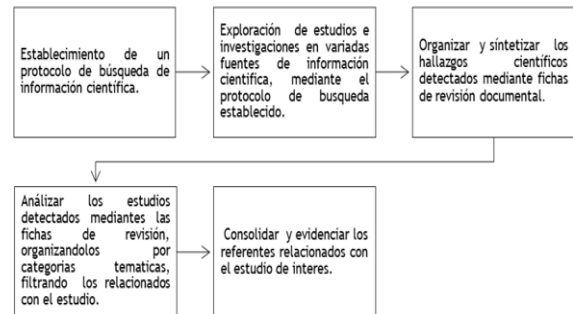 Establecimiento de un
protocolo de búsqueda de
información científica.
Exploración de estudios e
investigaciones en variadas
fuentes de información
científica, mediante el
protocolo de busqueda
establecido.
Organizar y síntetizar los
hallazgos científicos
detectados mediante fichas
de revisión documental.
Análizar los estudios
detectados mediantes las
fichas de revisión,
organizandolos por
categorias tematicas,
filtrando los relacionados
con el estudio.
Consolidar y evidenciar los
referentes relacionados con
el estudio de interes.